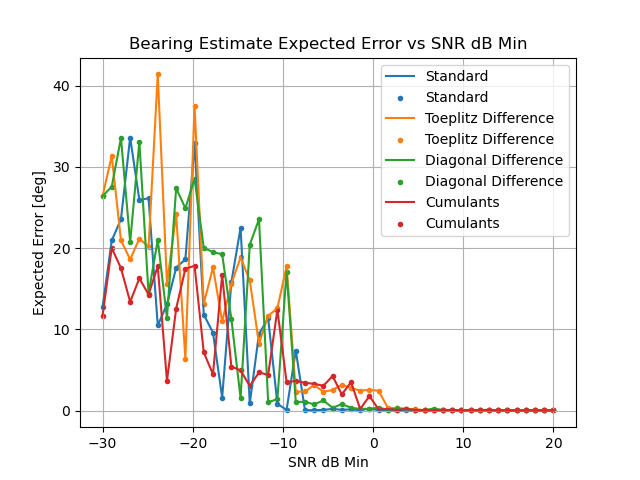 Bearing Estimate Expected Error vs SNR dB Min
Standard
Standard
Toeplitz Difference
Toeplitz Difference
Diagonal Difference
Diagonal Difference
Cumulants
Cumulants
Expected Error [deg]
40
30
20
10
0
−30 −20 −10 0 10 20
SNR dB Min